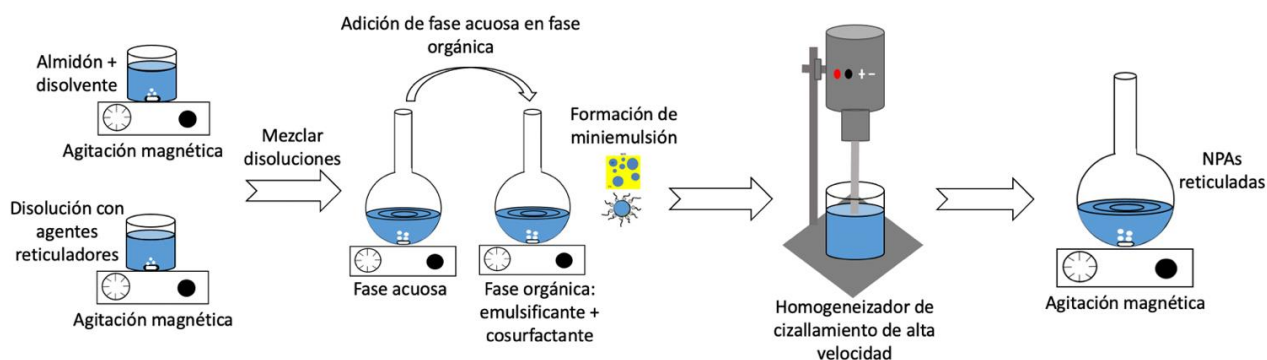 Almidón +
disolvente
Agitación magnética
Disolución con
agentes
reticuladores
Agitación magnética
Mezclar
disoluciones
Adición de fase acuosa en fase
orgánica
Fase acuosa
Fase orgánica:
emulsificante +
cosurfactante
Formación de
miniemulsión
+ −
Homogeneizador de
cizallamiento de alta
velocidad
NPAs
reticuladas
Agitación magnética